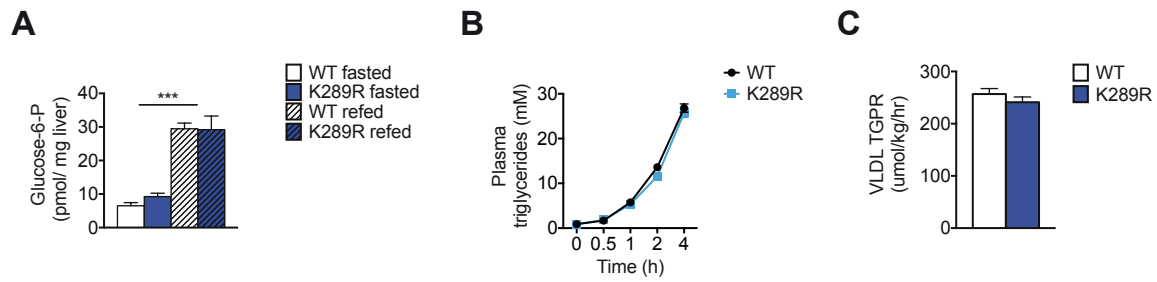 A
WT fasted
K289R fasted
WT refed
K289R refed
***
Glucose-6-P
(pmol/ mg liver)
40
30
20
10
0
B
WT
K289R
Plasma
triglycerides (mM)
30
20
10
0
0 0.5 1 2 4
Time (h)
C
WT
K289R
VLDL TGPR
(umol/kg/hr)
300
200
100
0